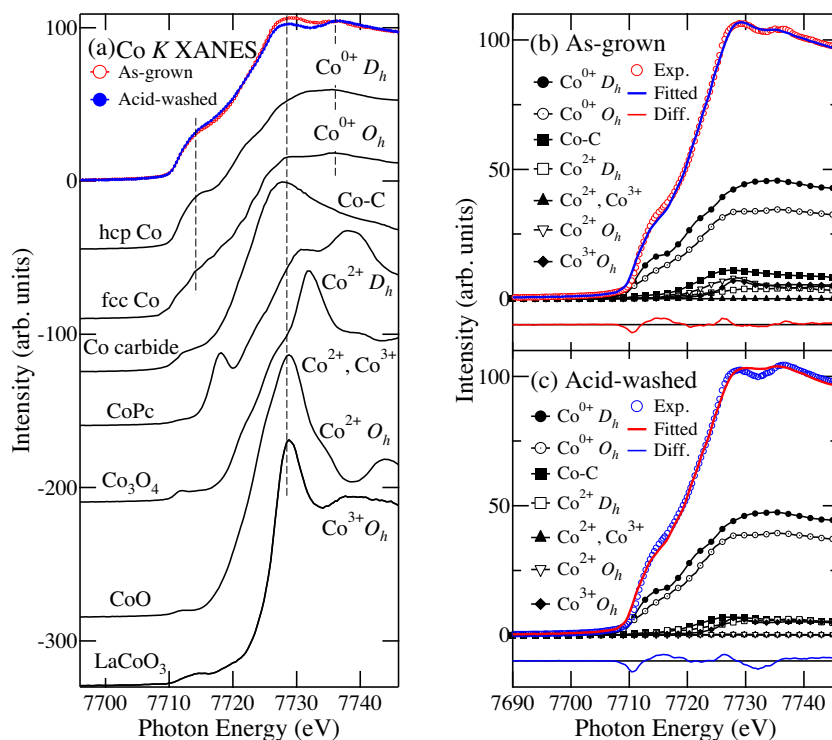 (a) Co K XANES
As-grown
Acid-washed
Co0+ Dh
Co0+ Oh
Co-C
Co2+ Dh
Co2+, Co3+
Co2+ Oh
Co3+ Oh
hcp Co
fcc Co
Co carbide
CoPc
Co3O4
CoO
LaCoO3
100
0
-100
-200
-300
Intensity (arb. units)
7700 7710 7720 7730 7740
Photon Energy (eV)
(b) As-grown
Co0+ Dh Exp.
Co0+ Oh Fitted
Co-C Diff.
Co2+ Dh
Co2+, Co3+
Co2+ Oh
Co3+ Oh
100
50
0
Intensity (arb. units)
(c) Acid-washed
Co0+ Dh Exp.
Co0+ Oh Fitted
Co-C Diff.
Co2+ Dh
Co2+, Co3+
Co2+ Oh
Co3+ Oh
100
50
0
7690 7700 7710 7720 7730 7740
Photon Energy (eV)